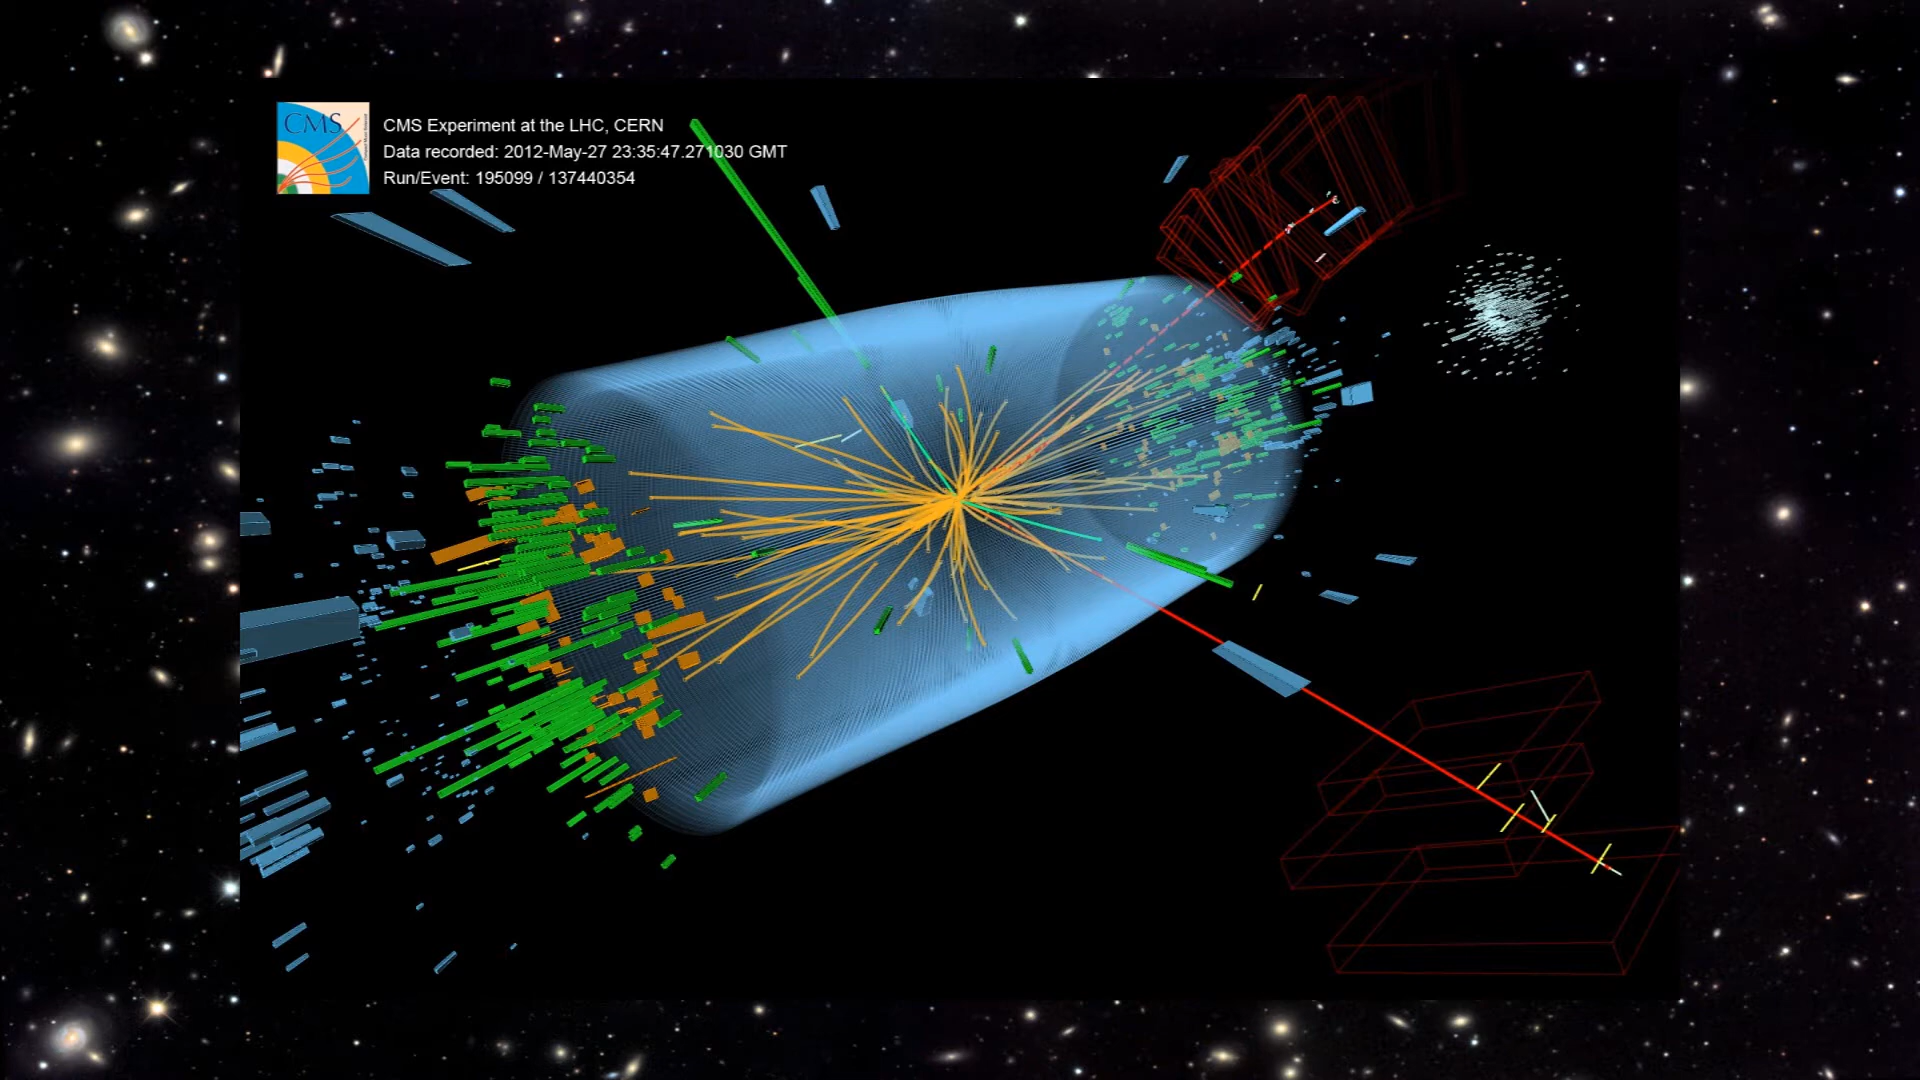 CMS
CMS Experiment at the LHC, CERN
Data recorded: 2012-May-27 23:35:47.271030 GMT
Run/Event: 195099 / 137440354